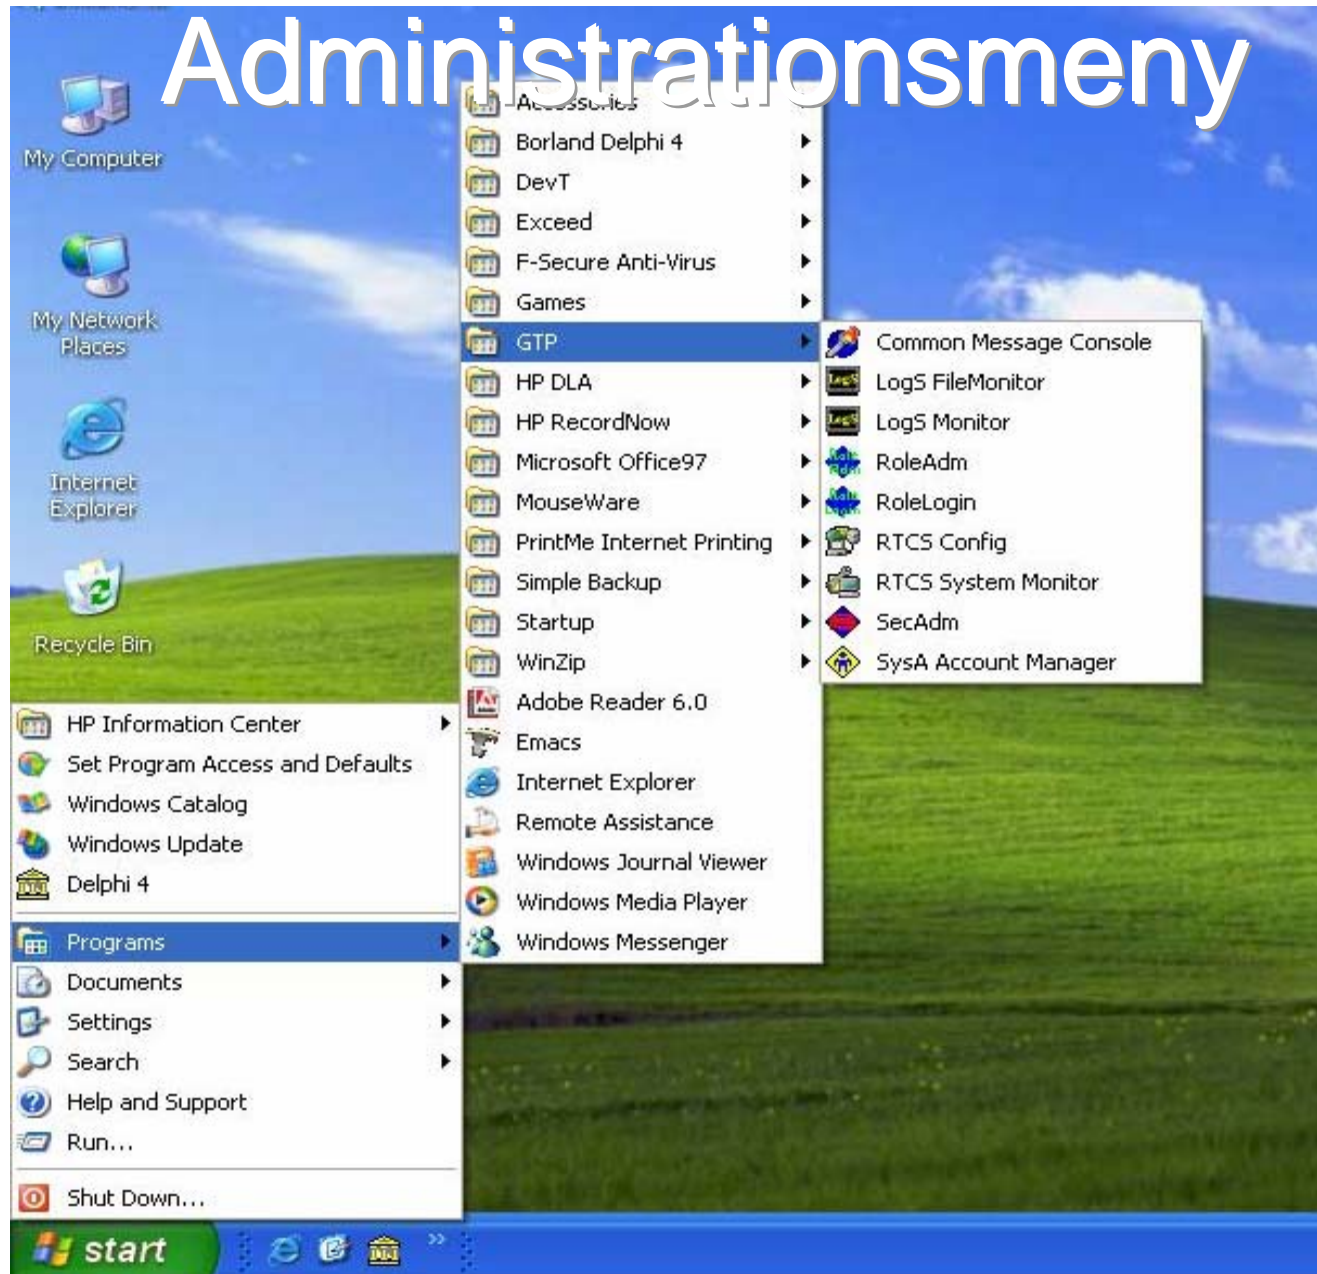 Administrationsmeny
My Computer
My Network
Places
Internet
Explorer
Recycle Bin
HP Information Center
Set Program Access and Defaults
Windows Catalog
Windows Update
Delphi 4
Programs
Documents
Settings
Search
Help and Support
Run...
Shut Down...
start
Accessories
Borland Delphi 4
DevT
Exceed
F-Secure Anti-Virus
Games
GTP
HP DLA
HP RecordNow
Microsoft Office97
MouseWare
PrintMe Internet Printing
Simple Backup
Startup
WinZip
Adobe Reader 6.0
Emacs
Internet Explorer
Remote Assistance
Windows Journal Viewer
Windows Media Player
Windows Messenger
Common Message Console
LogS FileMonitor
LogS Monitor
RoleAdm
RoleLogin
RTCS Config
RTCS System Monitor
SecAdm
SysA Account Manager